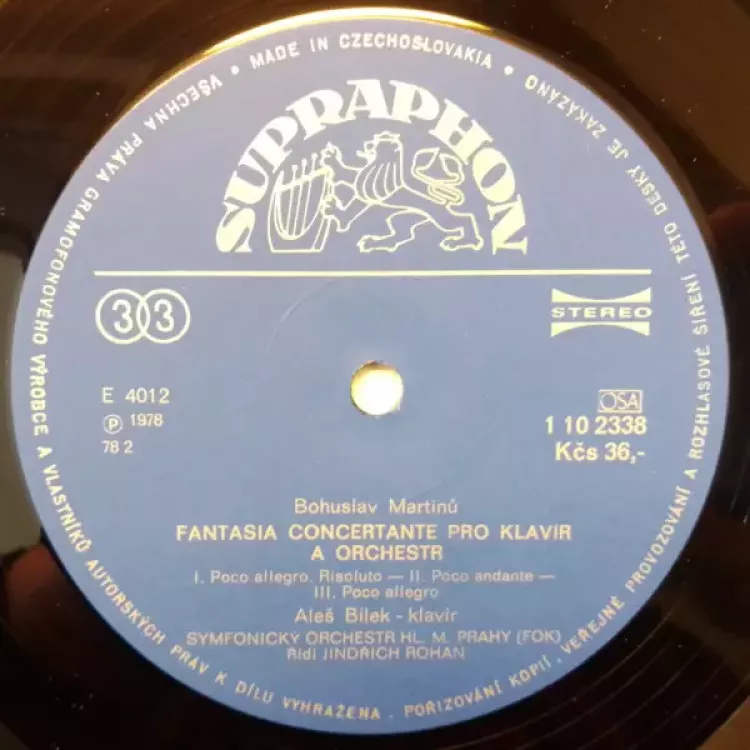 VŠECHNA PRÁVA GRAMOFONOVÉHO VÝROBCE A VLASTNÍKŮ AUTORSKÝCH PRÁV K DÍLU VYHRAŽENA . POŘIZOVÁNÍ KOPIÍ, VEŘEJNÉ PROVOZOVÁNÍ A ROZHLASOVÉ ŠÍŘENÍ TÉTO DESKY JE ZAKÁZÁNO • MADE IN CZECHOSLOVAKIA •
SUPRAPHON
33
STEREO
E 4012
OSA
℗ 1978
1 10 2338
78 2
Kčs 36,-
Bohuslav Martinů
FANTASIA CONCERTANTE PRO KLAVÍR
A ORCHESTR
I. Poco allegro. Risoluto — II. Poco andante —
III. Poco allegro
Aleš Bílek - klavír
SYMFONICKÝ ORCHESTR HL. M. PRAHY (FOK)
Řídí JINDŘICH ROHAN